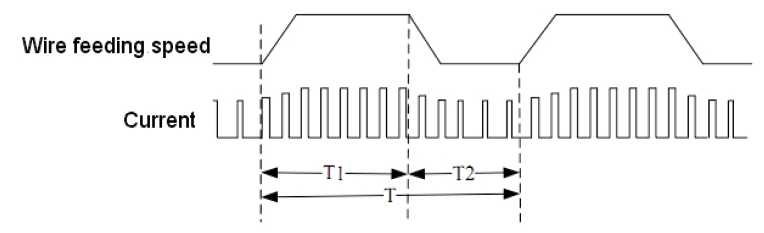 Wire feeding speed
Current
T1
T2
T